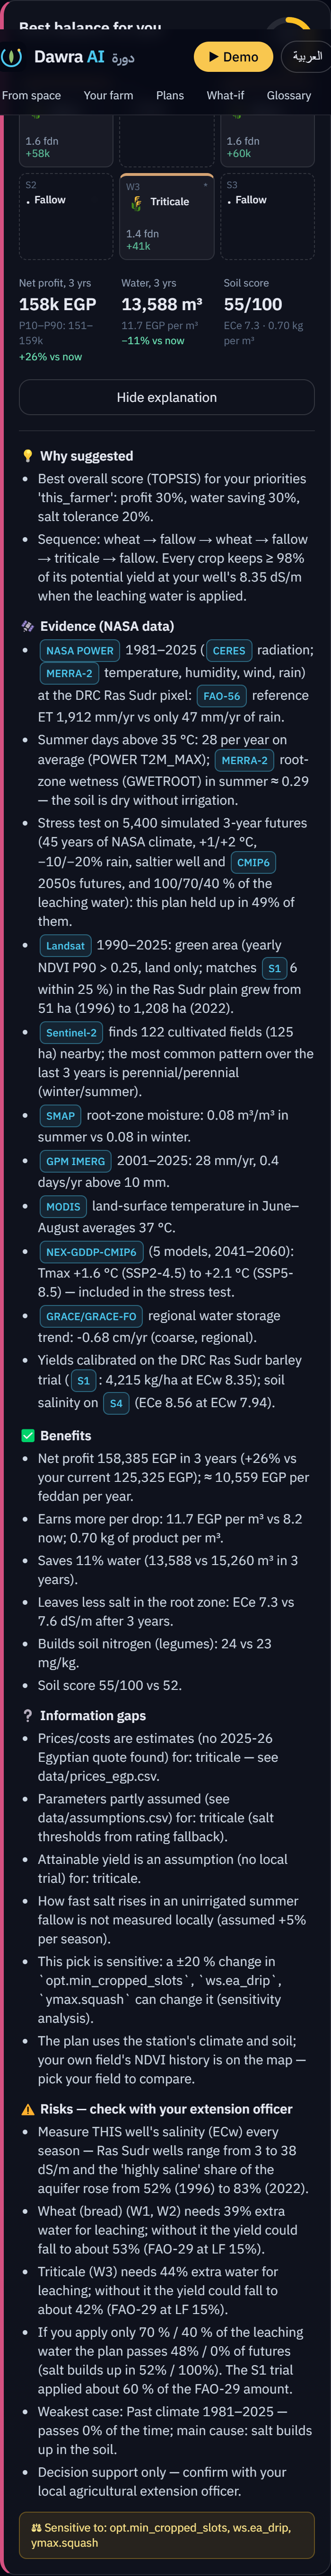 Best balance for you
Dawra AI دورة
▶ Demo
العربية
From space
Your farm
Plans
What-if
Glossary
1.6 fdn
+58k
1.6 fdn
+60k
S2
Fallow
W3 *
Triticale
1.4 fdn
+41k
S3
Fallow
Net profit, 3 yrs
158k EGP
P10–P90: 151–
159k
+26% vs now
Water, 3 yrs
13,588 m³
11.7 EGP per m³
−11% vs now
Soil score
55/100
ECe 7.3 · 0.70 kg
per m³
Hide explanation
💡 Why suggested
• Best overall score (TOPSIS) for your priorities
'this_farmer': profit 30%, water saving 30%,
salt tolerance 20%.
• Sequence: wheat → fallow → wheat → fallow
→ triticale → fallow. Every crop keeps ≥ 98%
of its potential yield at your well's 8.35 dS/m
when the leaching water is applied.
🛰 Evidence (NASA data)
• NASA POWER 1981–2025 ( CERES radiation;
MERRA-2 temperature, humidity, wind, rain)
at the DRC Ras Sudr pixel: FAO-56 reference
ET 1,912 mm/yr vs only 47 mm/yr of rain.
• Summer days above 35 °C: 28 per year on
average (POWER T2M_MAX); MERRA-2 root-
zone wetness (GWETROOT) in summer ≈ 0.29
— the soil is dry without irrigation.
• Stress test on 5,400 simulated 3-year futures
(45 years of NASA climate, +1/+2 °C,
−10/−20% rain, saltier well and CMIP6
2050s futures, and 100/70/40 % of the
leaching water): this plan held up in 49% of
them.
• Landsat 1990–2025: green area (yearly
NDVI P90 > 0.25, land only; matches S1 6
within 25 %) in the Ras Sudr plain grew from
51 ha (1996) to 1,208 ha (2022).
• Sentinel-2 finds 122 cultivated fields (125
ha) nearby; the most common pattern over the
last 3 years is perennial/perennial
(winter/summer).
• SMAP root-zone moisture: 0.08 m³/m³ in
summer vs 0.08 in winter.
• GPM IMERG 2001–2025: 28 mm/yr, 0.4
days/yr above 10 mm.
• MODIS land-surface temperature in June–
August averages 37 °C.
• NEX-GDDP-CMIP6 (5 models, 2041–2060):
Tmax +1.6 °C (SSP2-4.5) to +2.1 °C (SSP5-
8.5) — included in the stress test.
• GRACE/GRACE-FO regional water storage
trend: -0.68 cm/yr (coarse, regional).
• Yields calibrated on the DRC Ras Sudr barley
trial ( S1 : 4,215 kg/ha at ECw 8.35); soil
salinity on S4 (ECe 8.56 at ECw 7.94).
✅ Benefits
• Net profit 158,385 EGP in 3 years (+26% vs
your current 125,325 EGP); ≈ 10,559 EGP per
feddan per year.
• Earns more per drop: 11.7 EGP per m³ vs 8.2
now; 0.70 kg of product per m³.
• Saves 11% water (13,588 vs 15,260 m³ in 3
years).
• Leaves less salt in the root zone: ECe 7.3 vs
7.6 dS/m after 3 years.
• Builds soil nitrogen (legumes): 24 vs 23
mg/kg.
• Soil score 55/100 vs 52.
❔ Information gaps
• Prices/costs are estimates (no 2025-26
Egyptian quote found) for: triticale — see
data/prices_egp.csv.
• Parameters partly assumed (see
data/assumptions.csv) for: triticale (salt
thresholds from rating fallback).
• Attainable yield is an assumption (no local
trial) for: triticale.
• How fast salt rises in an unirrigated summer
fallow is not measured locally (assumed +5%
per season).
• This pick is sensitive: a ±20 % change in
`opt.min_cropped_slots`, `ws.ea_drip`,
`ymax.squash` can change it (sensitivity
analysis).
• The plan uses the station's climate and soil;
your own field's NDVI history is on the map —
pick your field to compare.
⚠ Risks — check with your extension officer
• Measure THIS well's salinity (ECw) every
season — Ras Sudr wells range from 3 to 38
dS/m and the 'highly saline' share of the
aquifer rose from 52% (1996) to 83% (2022).
• Wheat (bread) (W1, W2) needs 39% extra
water for leaching; without it the yield could
fall to about 53% (FAO-29 at LF 15%).
• Triticale (W3) needs 44% extra water for
leaching; without it the yield could fall to
about 42% (FAO-29 at LF 15%).
• If you apply only 70 % / 40 % of the leaching
water the plan passes 48% / 0% of futures
(salt builds up in 52% / 100%). The S1 trial
applied about 60 % of the FAO-29 amount.
• Weakest case: Past climate 1981–2025 —
passes 0% of the time; main cause: salt builds
up in the soil.
• Decision support only — confirm with your
local agricultural extension officer.
⚖ Sensitive to: opt.min_cropped_slots, ws.ea_drip,
ymax.squash